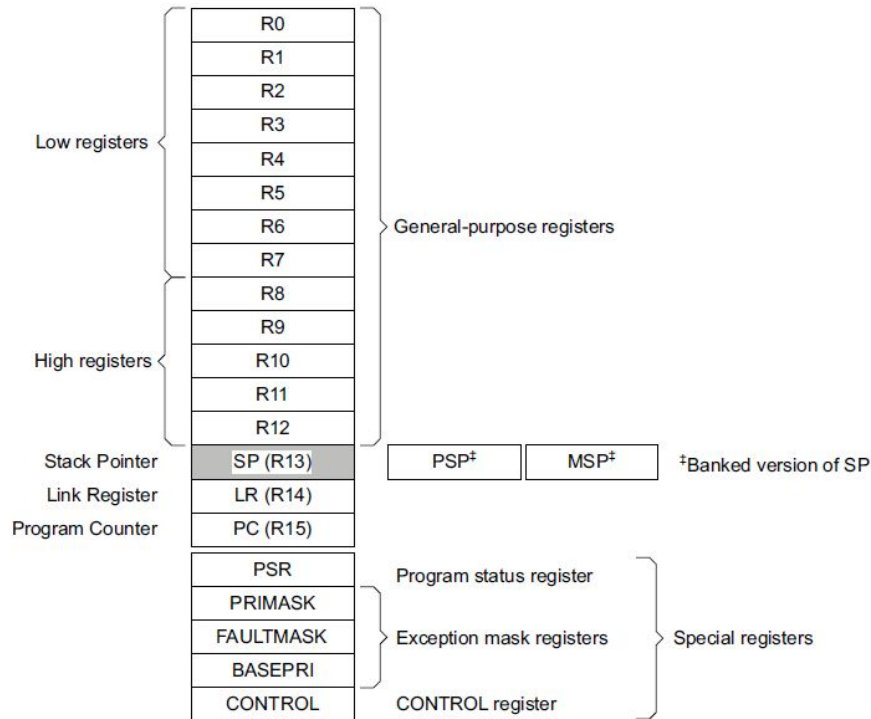 R0
R1
R2
R3
Low registers
R4
R5
R6
General-purpose registers
R7
R8
R9
High registers
R10
R11
R12
Stack Pointer
SP (R13)
PSP‡
MSP‡
‡Banked version of SP
Link Register
LR (R14)
Program Counter
PC (R15)
PSR
Program status register
PRIMASK
FAULTMASK
Exception mask registers
Special registers
BASEPRI
CONTROL
CONTROL register